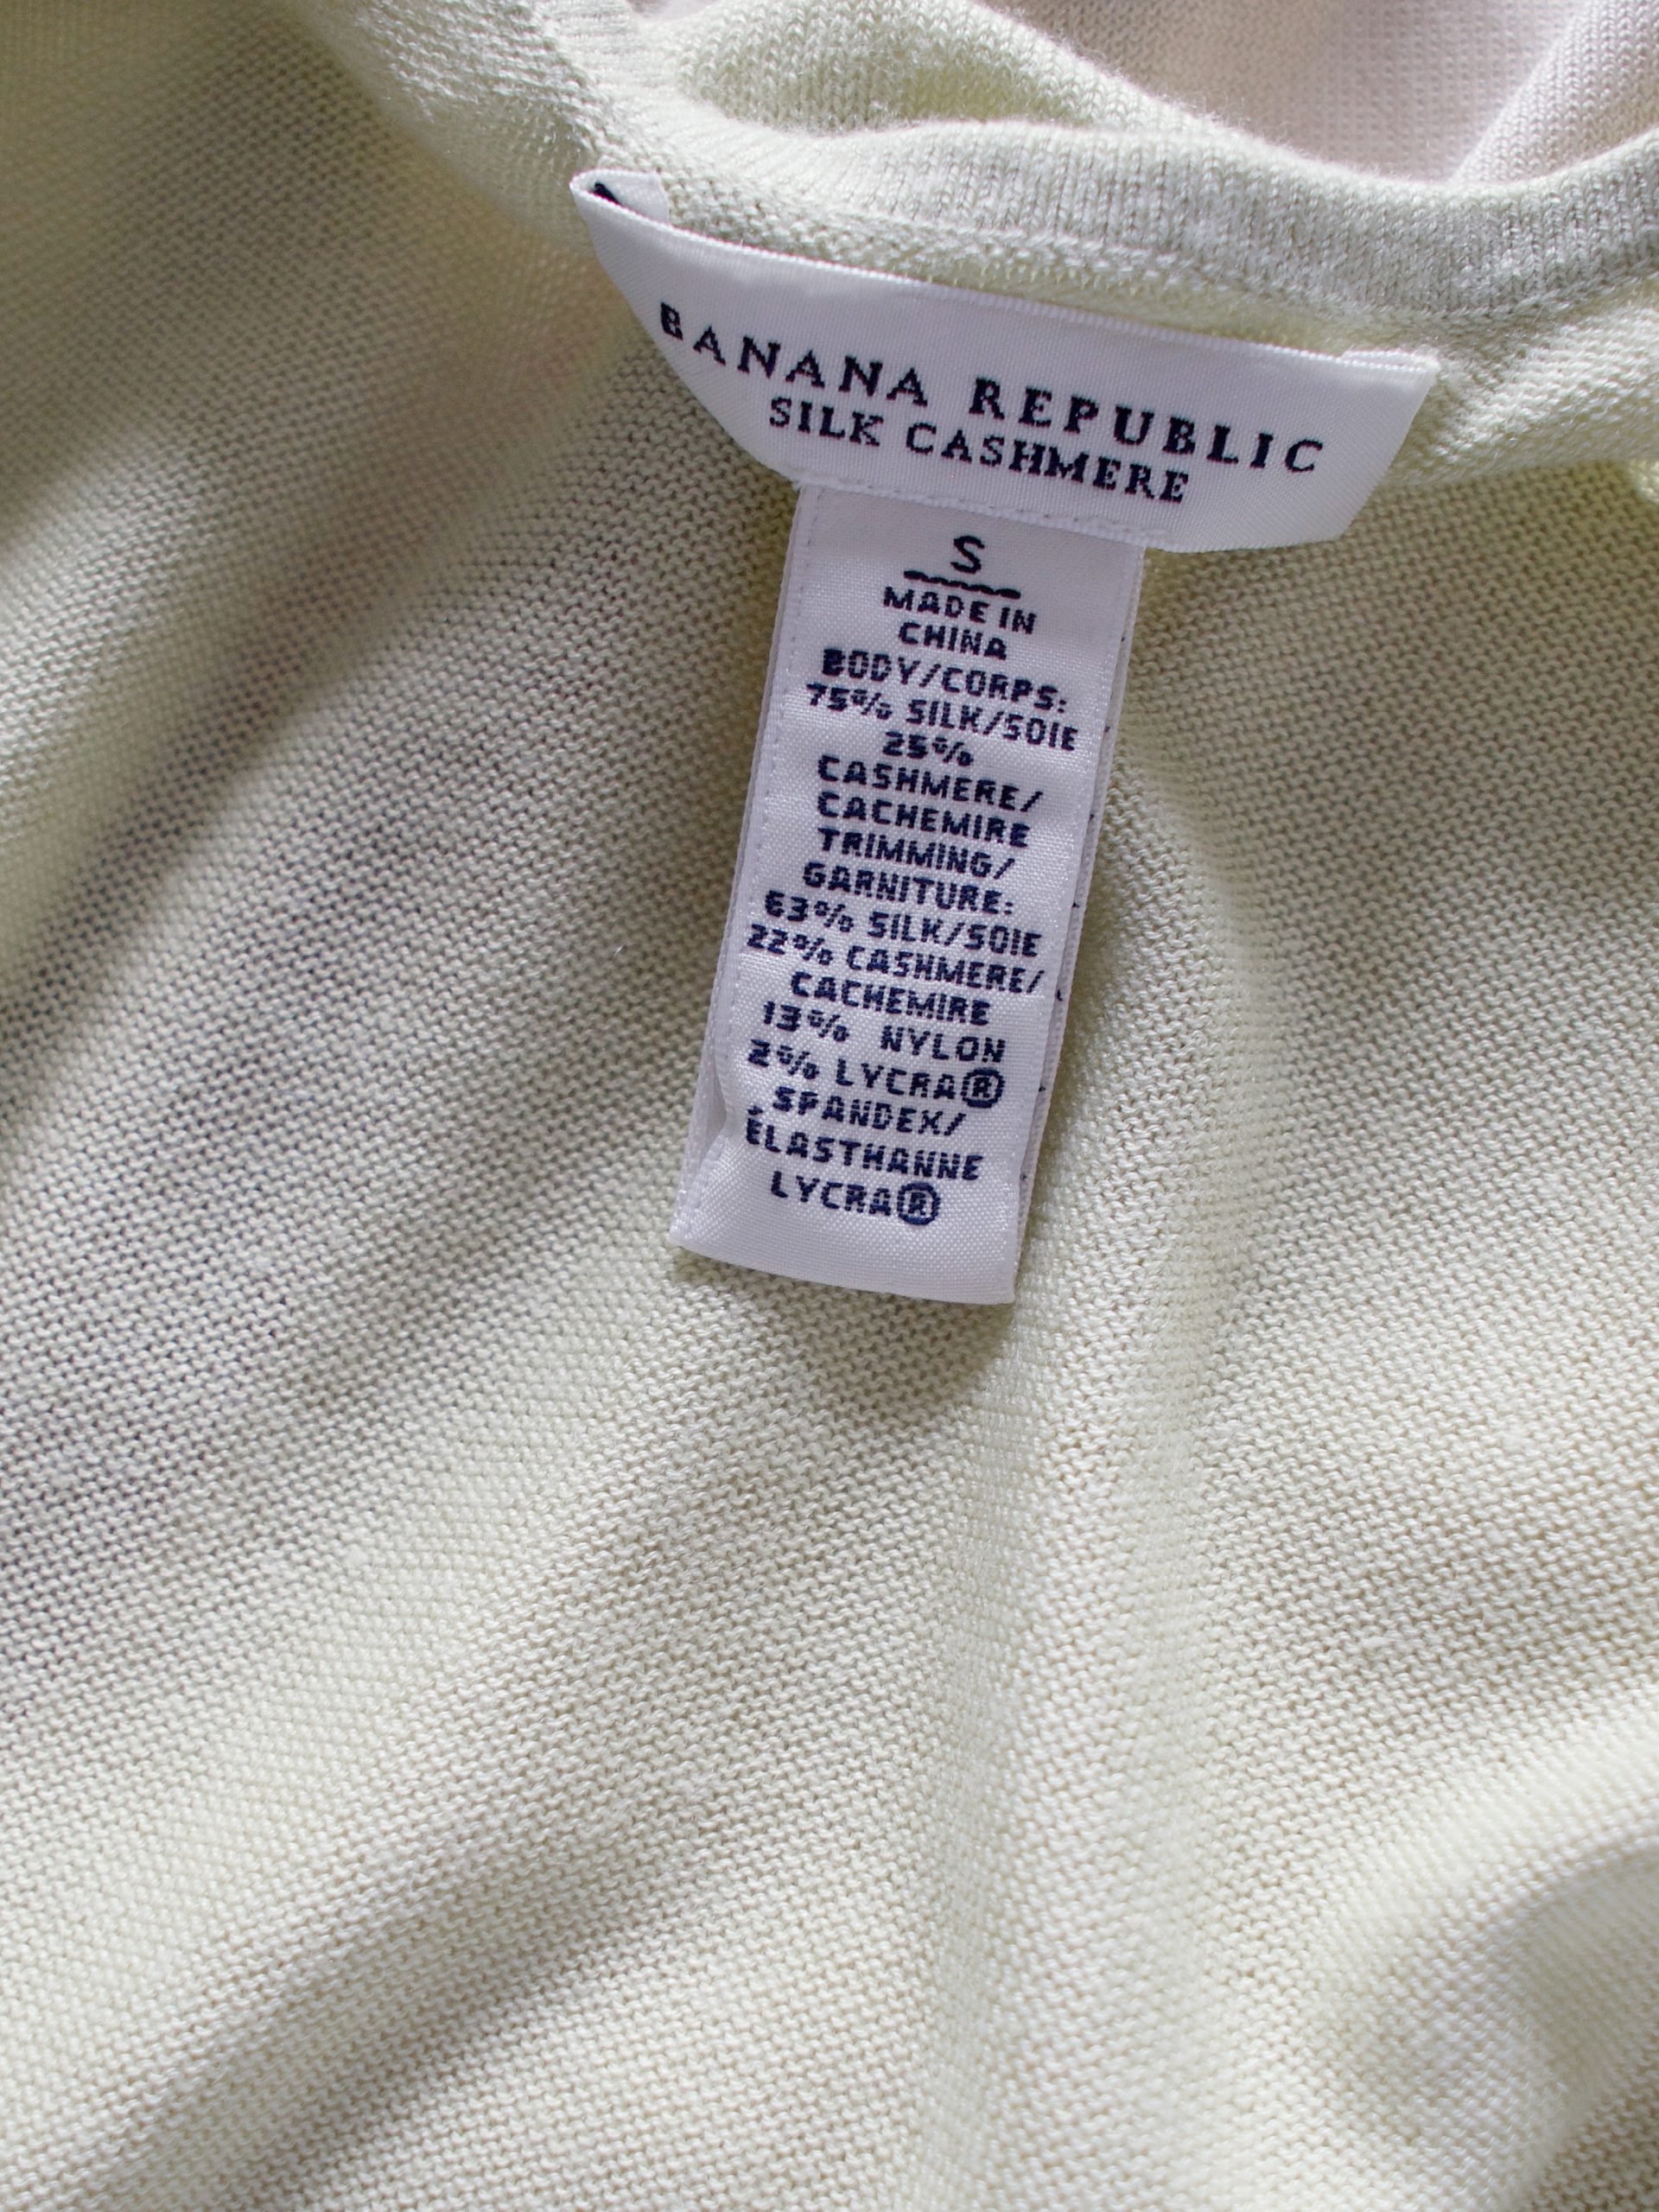 BANANA REPUBLIC
SILK CASHMERE
S
MADE IN
CHINA
BODY/CORPS:
75% SILK/SOIE
25%
CASHMERE/
CACHEMIRE
TRIMMING/
GARNITURE:
63% SILK/SOIE
22% CASHMERE/
CACHEMIRE
13% NYLON
2% LYCRA®
SPANDEX/
ÉLASTHANNE
LYCRA®